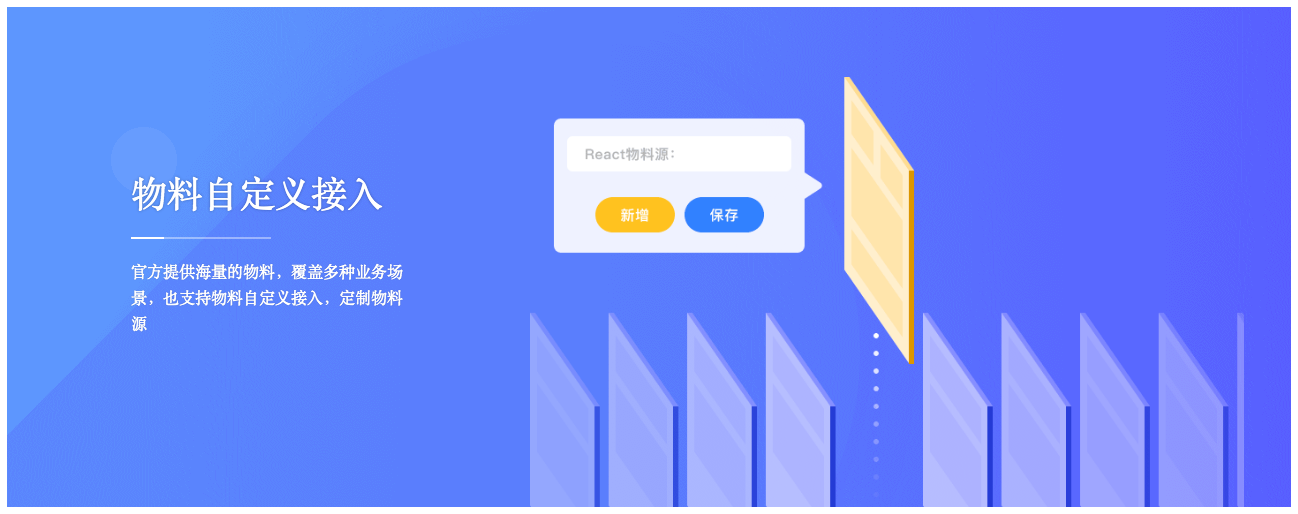 物料自定义接入
官方提供海量的物料，覆盖多种业务场
景，也支持物料自定义接入，定制物料
源
React物料源：
新增
保存